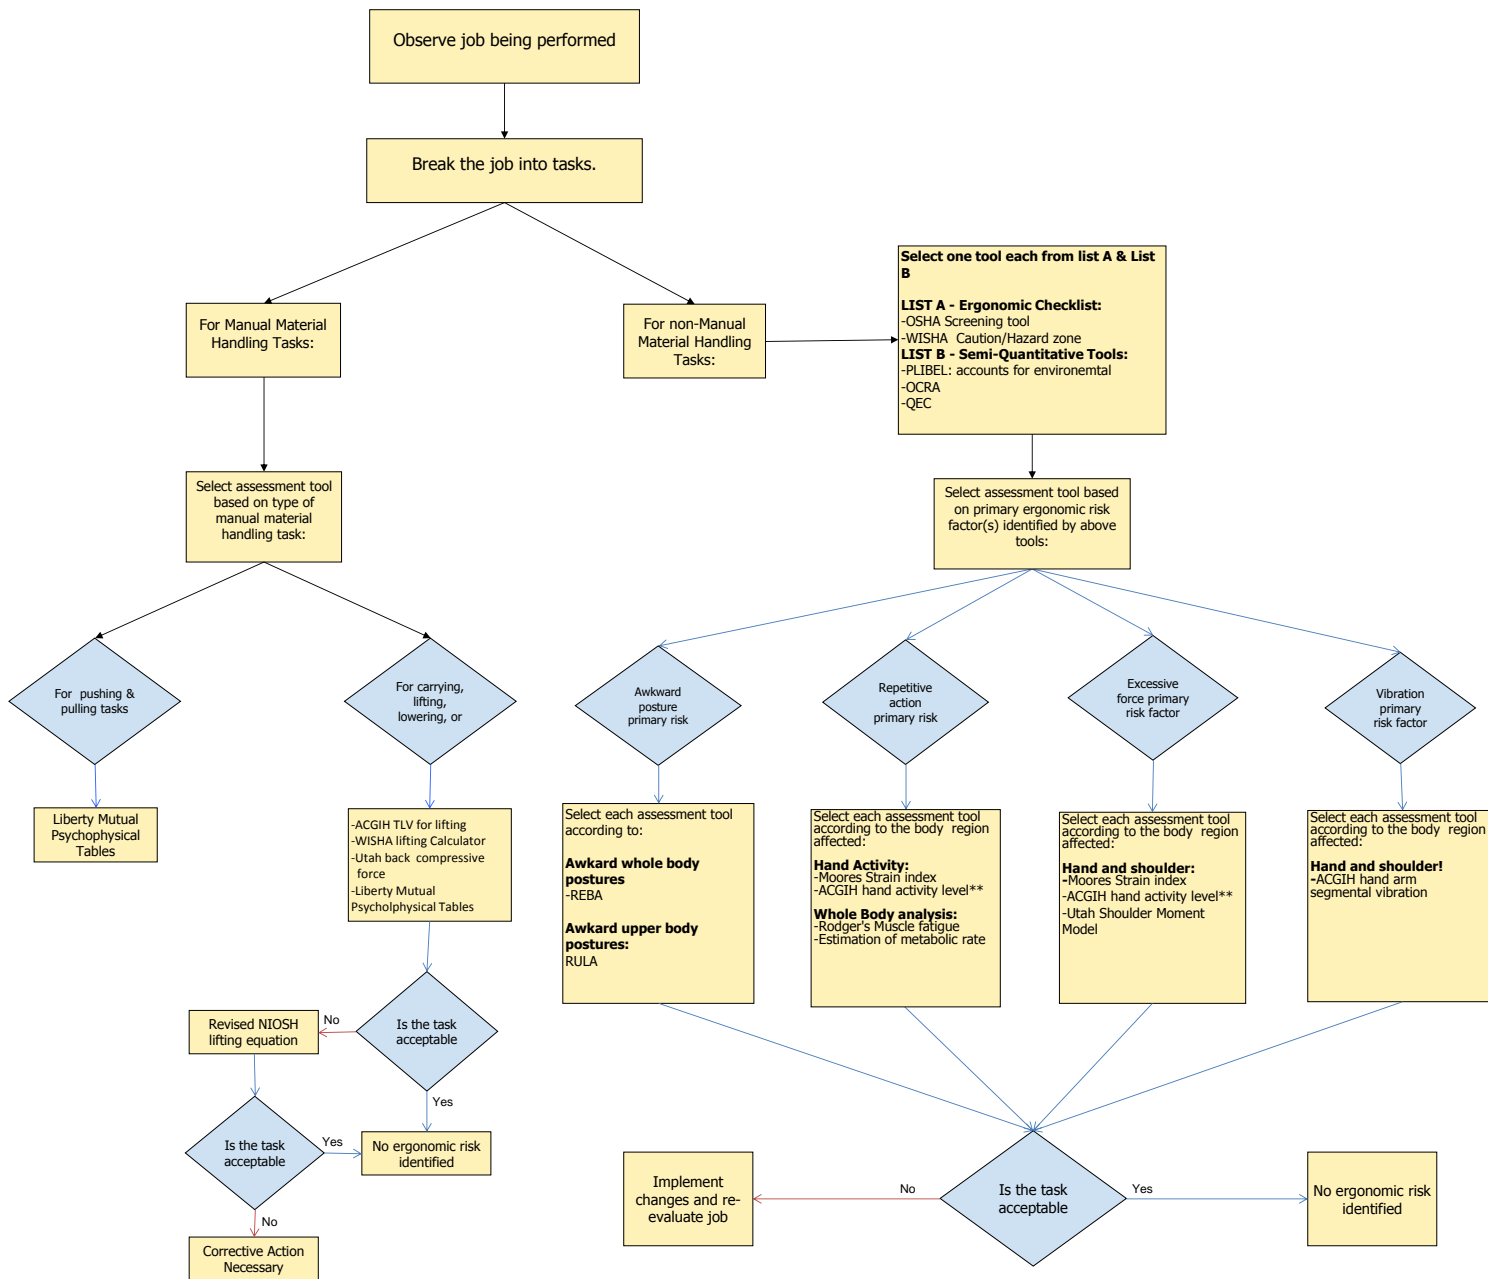 Observe job being performed
Break the job into tasks.
For Manual Material
Handling Tasks:
For non-Manual
Material Handling
Tasks:
Select one tool each from list A & List
B
LIST A - Ergonomic Checklist:
-OSHA Screening tool
-WISHA Caution/Hazard zone
LIST B - Semi-Quantitative Tools:
-PLIBEL: accounts for environemtal
-OCRA
-QEC
Select assessment tool
based on type of
manual material
handling task:
Select assessment tool based
on primary ergonomic risk
factor(s) identified by above
tools:
For pushing &
pulling tasks
For carrying,
lifting,
lowering, or
Awkward
posture
primary risk
Repetitive
action
primary risk
Excessive
force primary
risk factor
Vibration
primary
risk factor
Liberty Mutual
Psychophysical
Tables
-ACGIH TLV for lifting
-WISHA lifting Calculator
-Utah back compressive
force
-Liberty Mutual
Psycholphysical Tables
Select each assessment tool
according to:
Awkard whole body
postures
-REBA
Awkard upper body
postures:
RULA
Select each assessment tool
according to the body region
affected:
Hand Activity:
-Moores Strain index
-ACGIH hand activity level**
Whole Body analysis:
-Rodger's Muscle fatigue
-Estimation of metabolic rate
Select each assessment tool
according to the body region
affected:
Hand and shoulder:
-Moores Strain index
-ACGIH hand activity level**
-Utah Shoulder Moment
Model
Select each assessment tool
according to the body region
affected:
Hand and shoulder!
-ACGIH hand arm
segmental vibration
Revised NIOSH
lifting equation
No
Is the task
acceptable
Yes
Is the task
acceptable
Yes
No ergonomic risk
identified
No
Corrective Action
Necessary
Implement
changes and re-
evaluate job
No
Is the task
acceptable
Yes
No ergonomic risk
identified